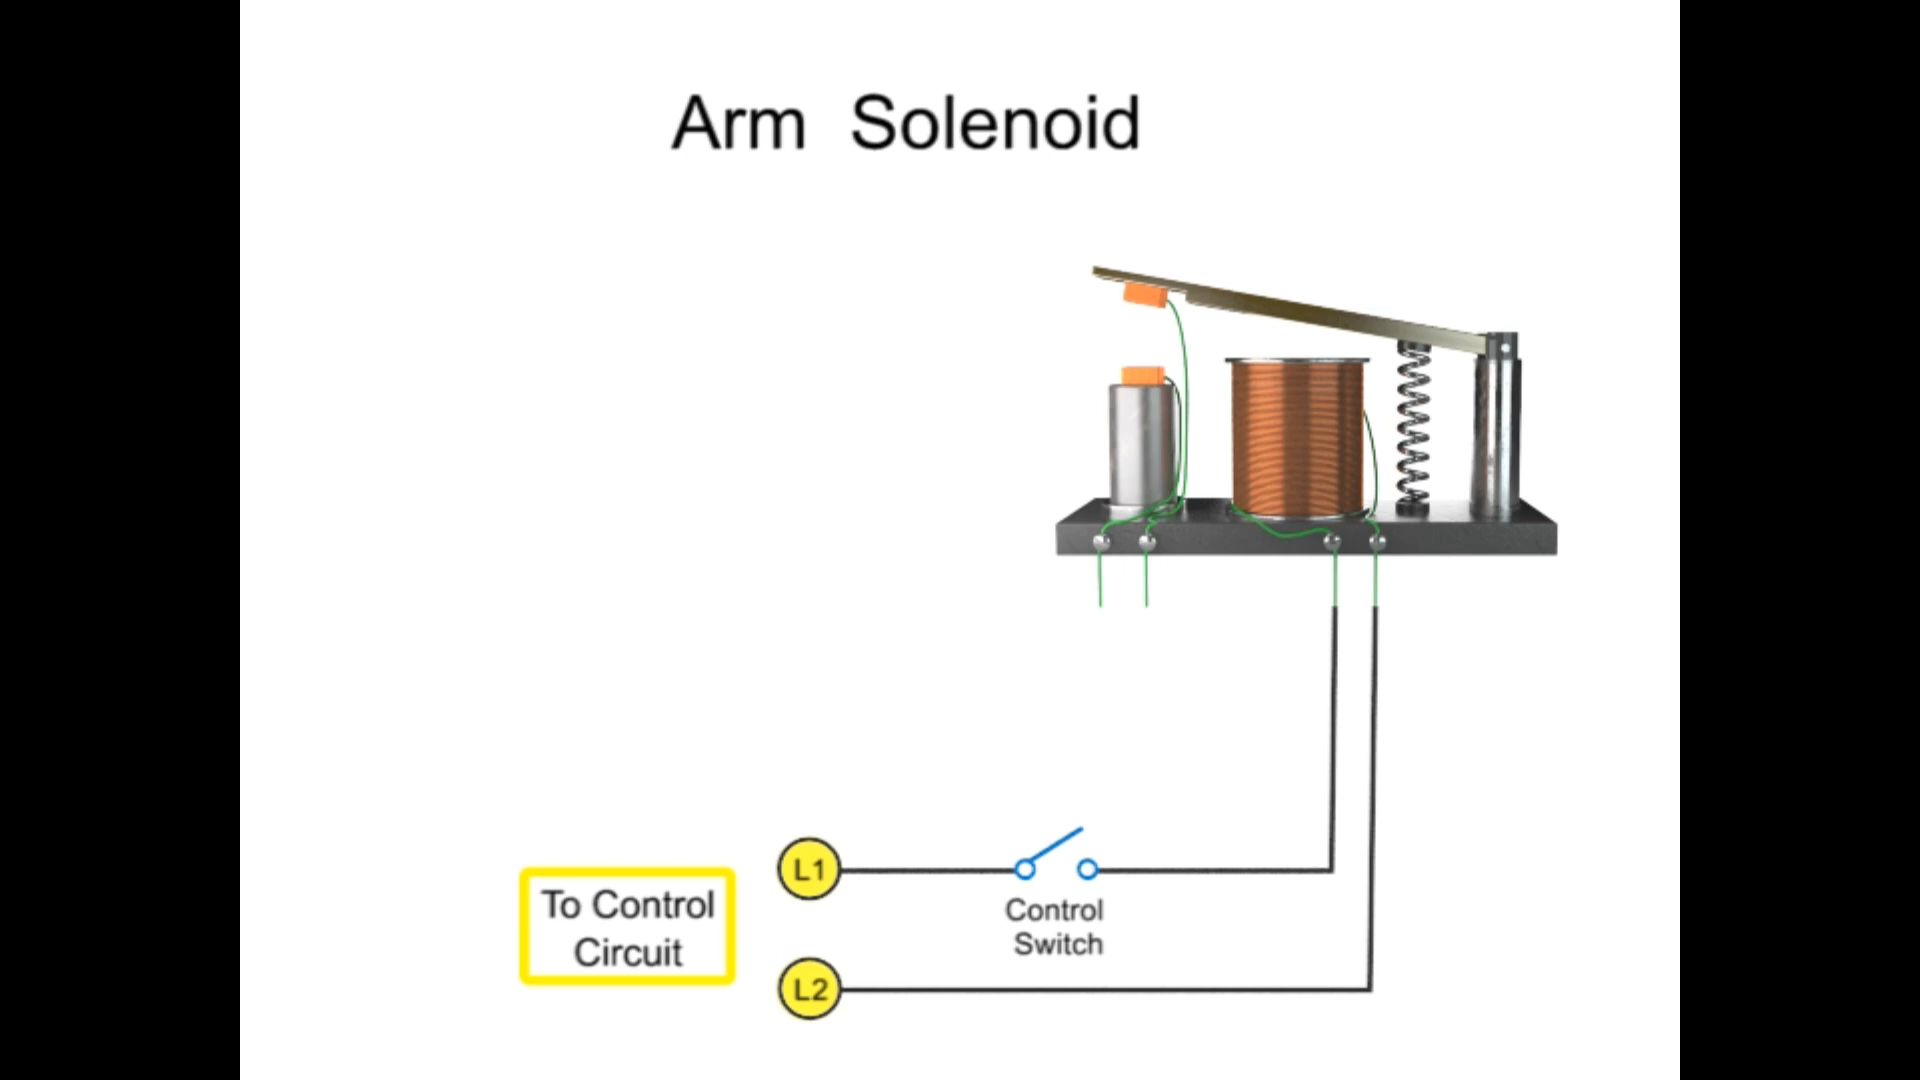 Arm Solenoid
L1
To Control
Circuit
Control
Switch
L2